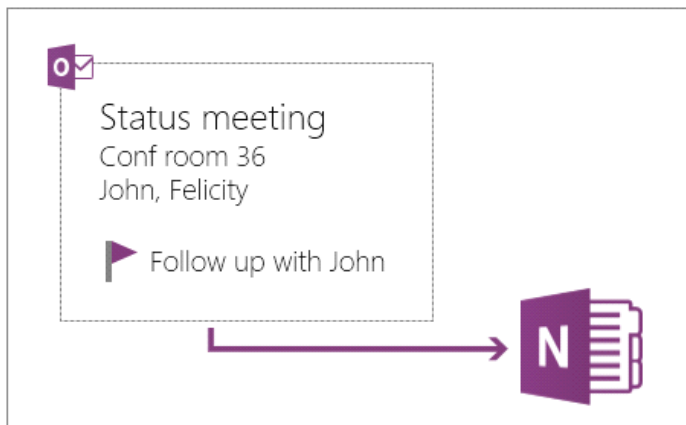 O
Status meeting
Conf room 36
John, Felicity
Follow up with John
N